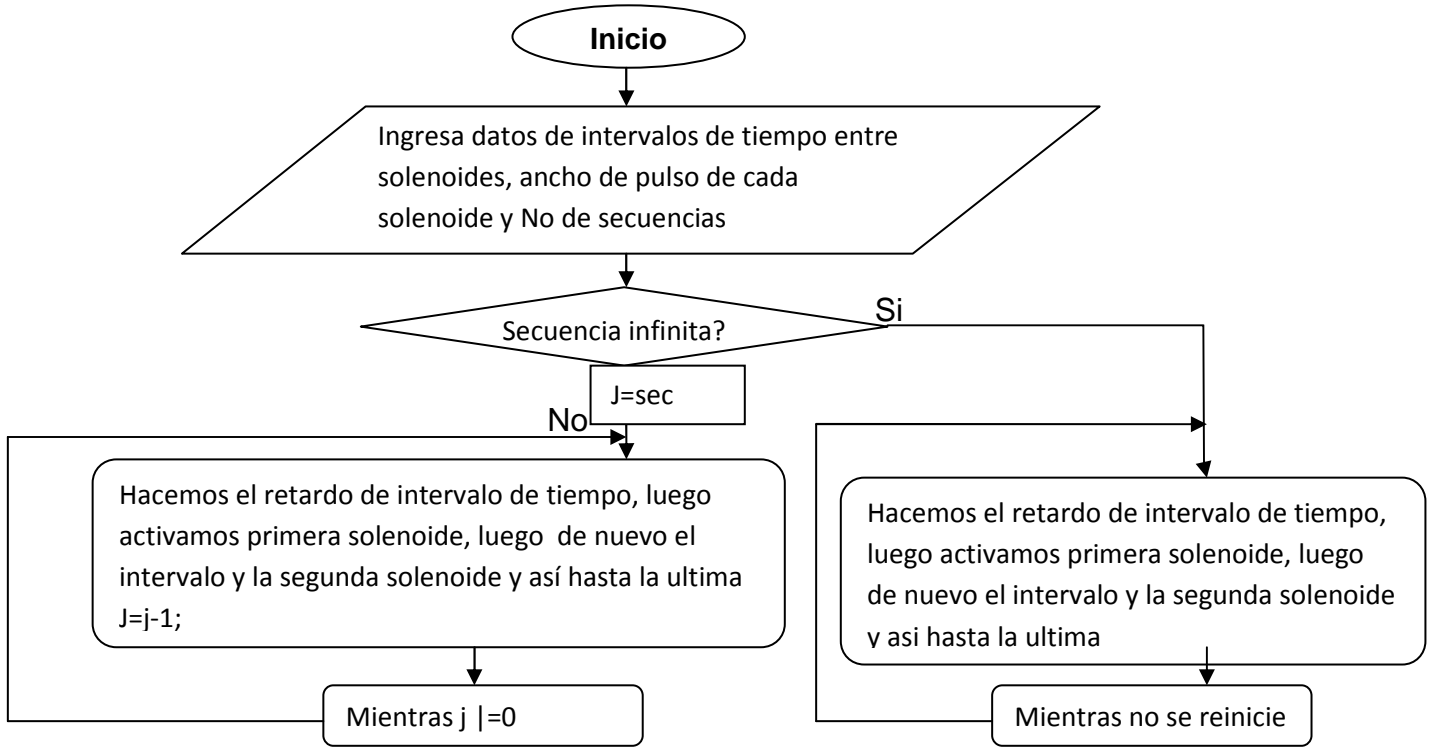 Inicio
Ingresa datos de intervalos de tiempo entre
solenoides, ancho de pulso de cada
solenoide y No de secuencias
Secuencia infinita?
Si
J=sec
No
Hacemos el retardo de intervalo de tiempo, luego
activamos primera solenoide, luego  de nuevo el
intervalo y la segunda solenoide y así hasta la ultima
J=j-1;
Mientras j |=0
Hacemos el retardo de intervalo de tiempo,
luego activamos primera solenoide, luego
de nuevo el intervalo y la segunda solenoide
y asi hasta la ultima
Mientras no se reinicie